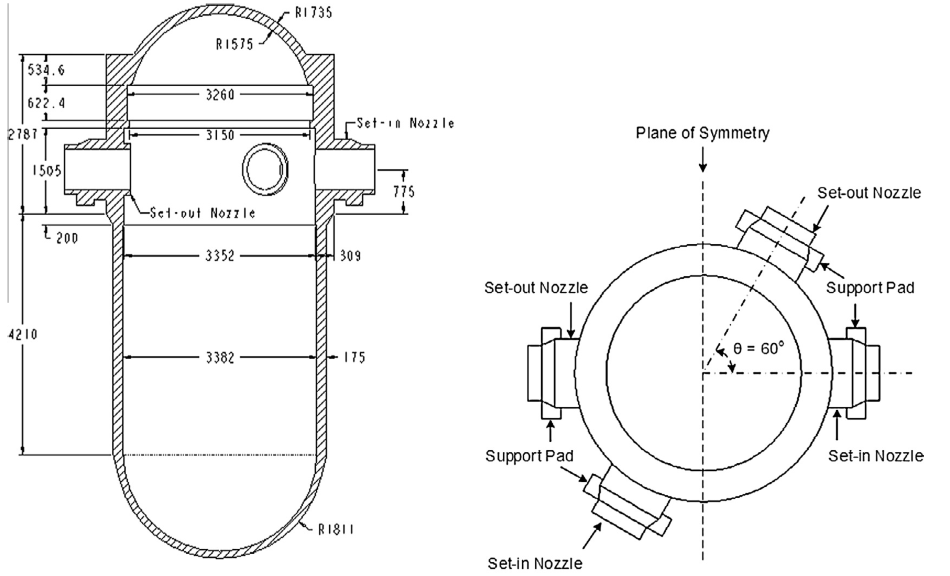 R1735
R1575
534.6
622.4
3260
2787
3150
Set-in Nozzle
1505
775
Set-out Nozzle
200
3352
309
4210
3382
175
R1811
Plane of Symmetry
Set-out Nozzle
Set-out Nozzle
Support Pad
θ = 60°
Support Pad
Set-in Nozzle
Set-in Nozzle